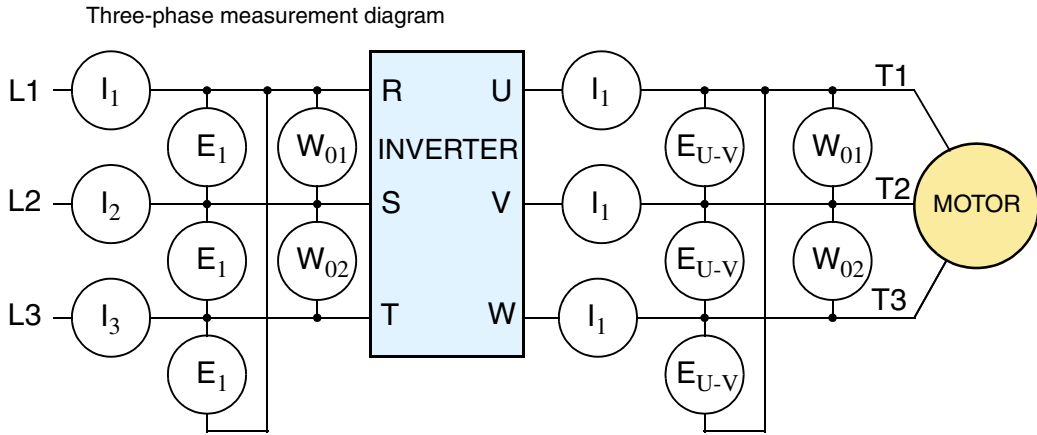 Three-phase measurement diagram
L1 I1 R U I1 T1
E1 W01 INVERTER EU-V W01
L2 I2 S V I1 T2 MOTOR
E1 W02 EU-V W02
L3 I3 T W I1 T3
E1 EU-V